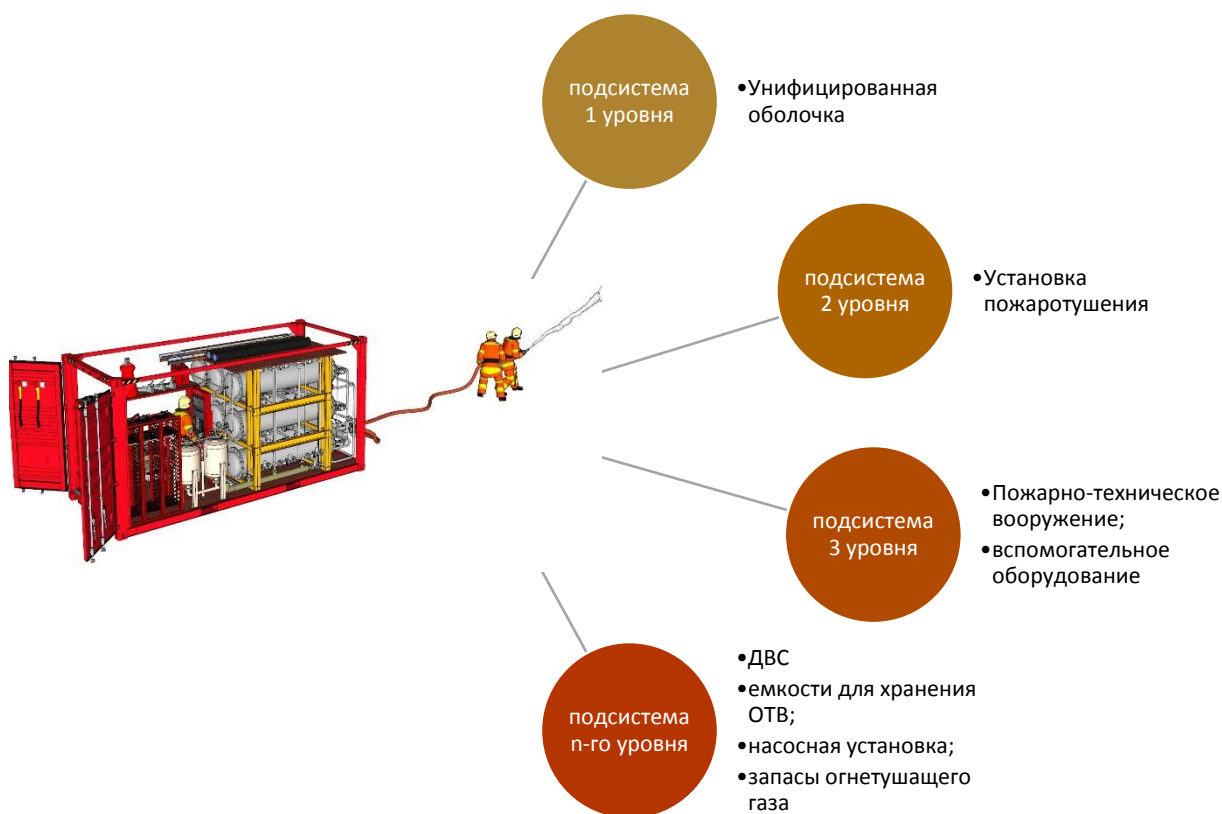 подсистема
1 уровня
•Унифицированная
оболочка
подсистема
2 уровня
•Установка
пожаротушения
подсистема
3 уровня
•Пожарно-техническое
вооружение;
•вспомогательное
оборудование
подсистема
n-го уровня
•ДВС
•емкости для хранения
ОТВ;
•насосная установка;
•запасы огнетушащего
газа